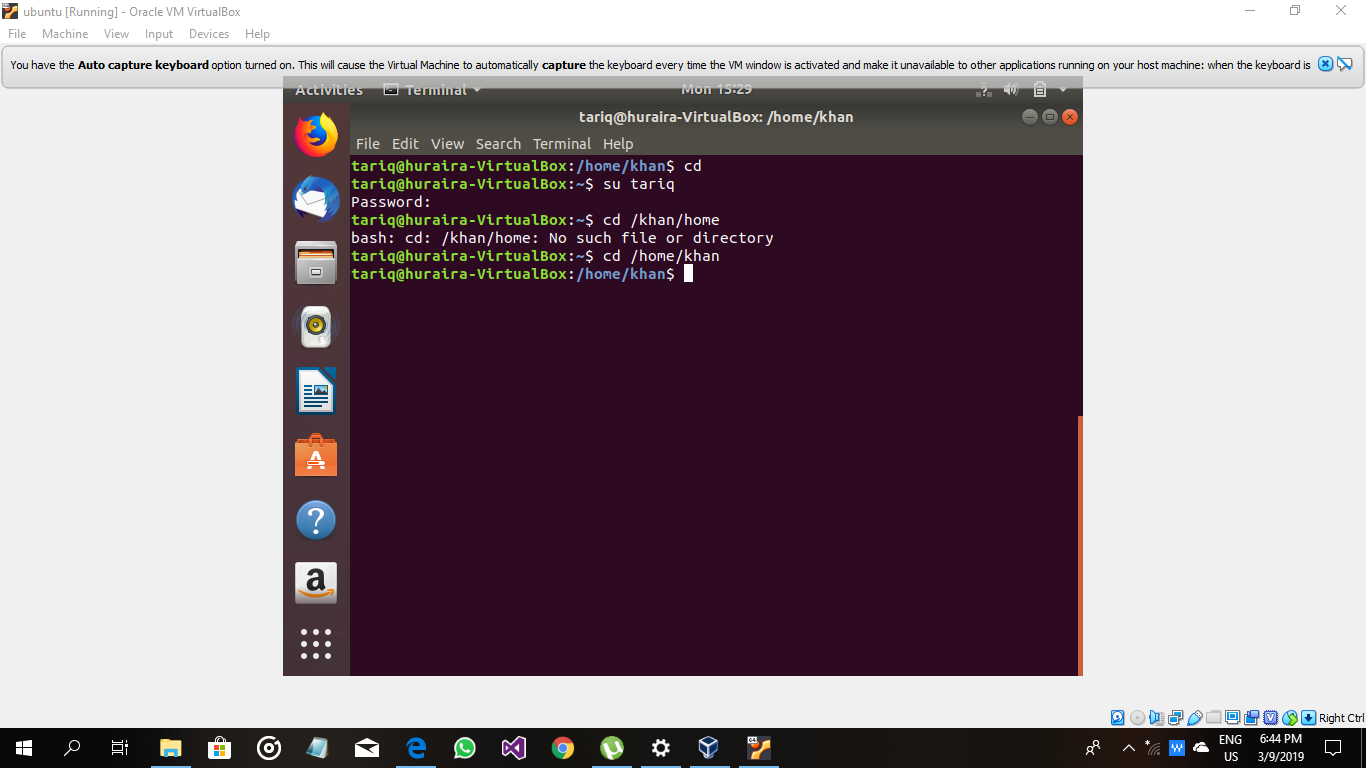 ubuntu [Running] - Oracle VM VirtualBox
File Machine View Input Devices Help
You have the Auto capture keyboard option turned on. This will cause the Virtual Machine to automatically capture the keyboard every time the VM window is activated and make it unavailable to other applications running on your host machine: when the keyboard is
Activities Terminal Mon 15:29
tariq@huraira-VirtualBox: /home/khan
File Edit View Search Terminal Help
tariq@huraira-VirtualBox:/home/khan$ cd
tariq@huraira-VirtualBox:~$ su tariq
Password:
tariq@huraira-VirtualBox:~$ cd /khan/home
bash: cd: /khan/home: No such file or directory
tariq@huraira-VirtualBox:~$ cd /home/khan
tariq@huraira-VirtualBox:/home/khan$
Right Ctrl
ENG 6:44 PM
US 3/9/2019